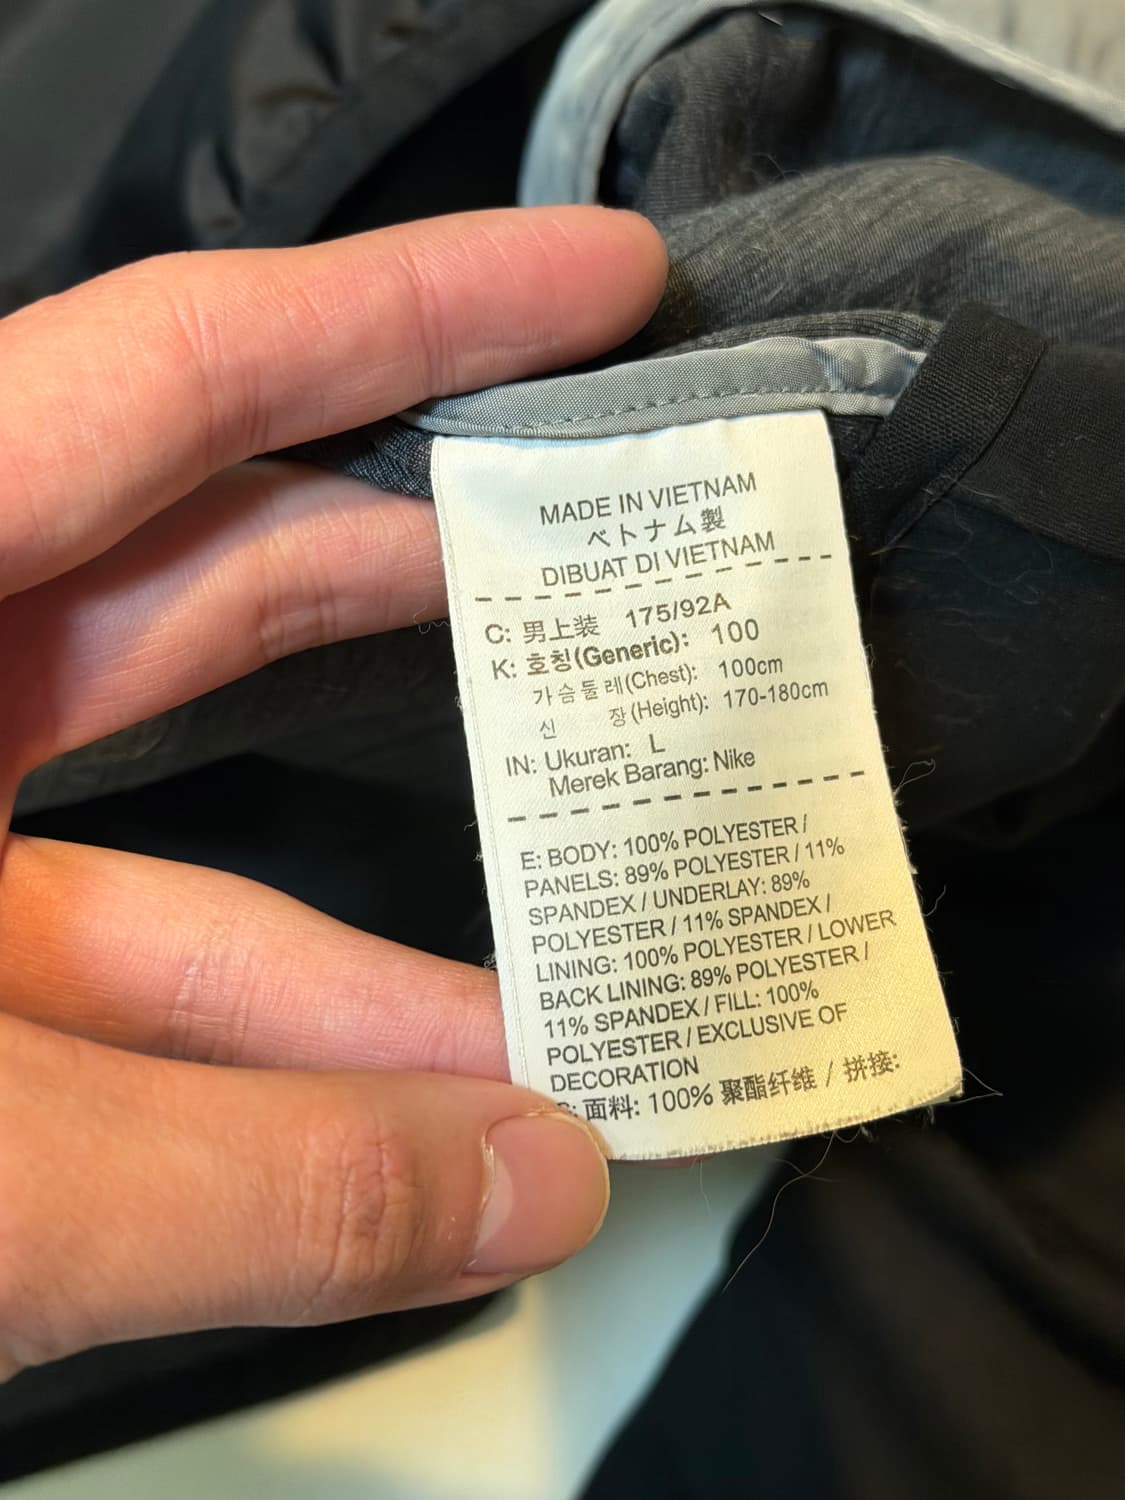 MADE IN VIETNAM
ベトナム製
DIBUAT DI VIETNAM
C: 男上装 175/92A
K: 호칭(Generic): 100
가슴둘레(Chest): 100cm
신 장(Height): 170-180cm
IN: Ukuran: L
Merek Barang: Nike
E: BODY: 100% POLYESTER /
PANELS: 89% POLYESTER / 11%
SPANDEX / UNDERLAY: 89%
POLYESTER / 11% SPANDEX /
LINING: 100% POLYESTER / LOWER
BACK LINING: 89% POLYESTER /
11% SPANDEX / FILL: 100%
POLYESTER / EXCLUSIVE OF
DECORATION
面料: 100% 聚酯纤维 / 拼接: